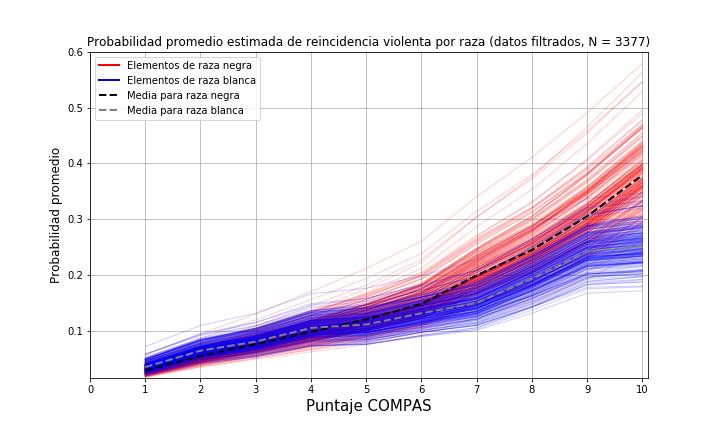 Probabilidad promedio estimada de reincidencia violenta por raza (datos filtrados, N = 3377)
Elementos de raza negra
Elementos de raza blanca
Media para raza negra
Media para raza blanca
Probabilidad promedio
0.6
0.5
0.4
0.3
0.2
0.1
0 1 2 3 4 5 6 7 8 9 10
Puntaje COMPAS